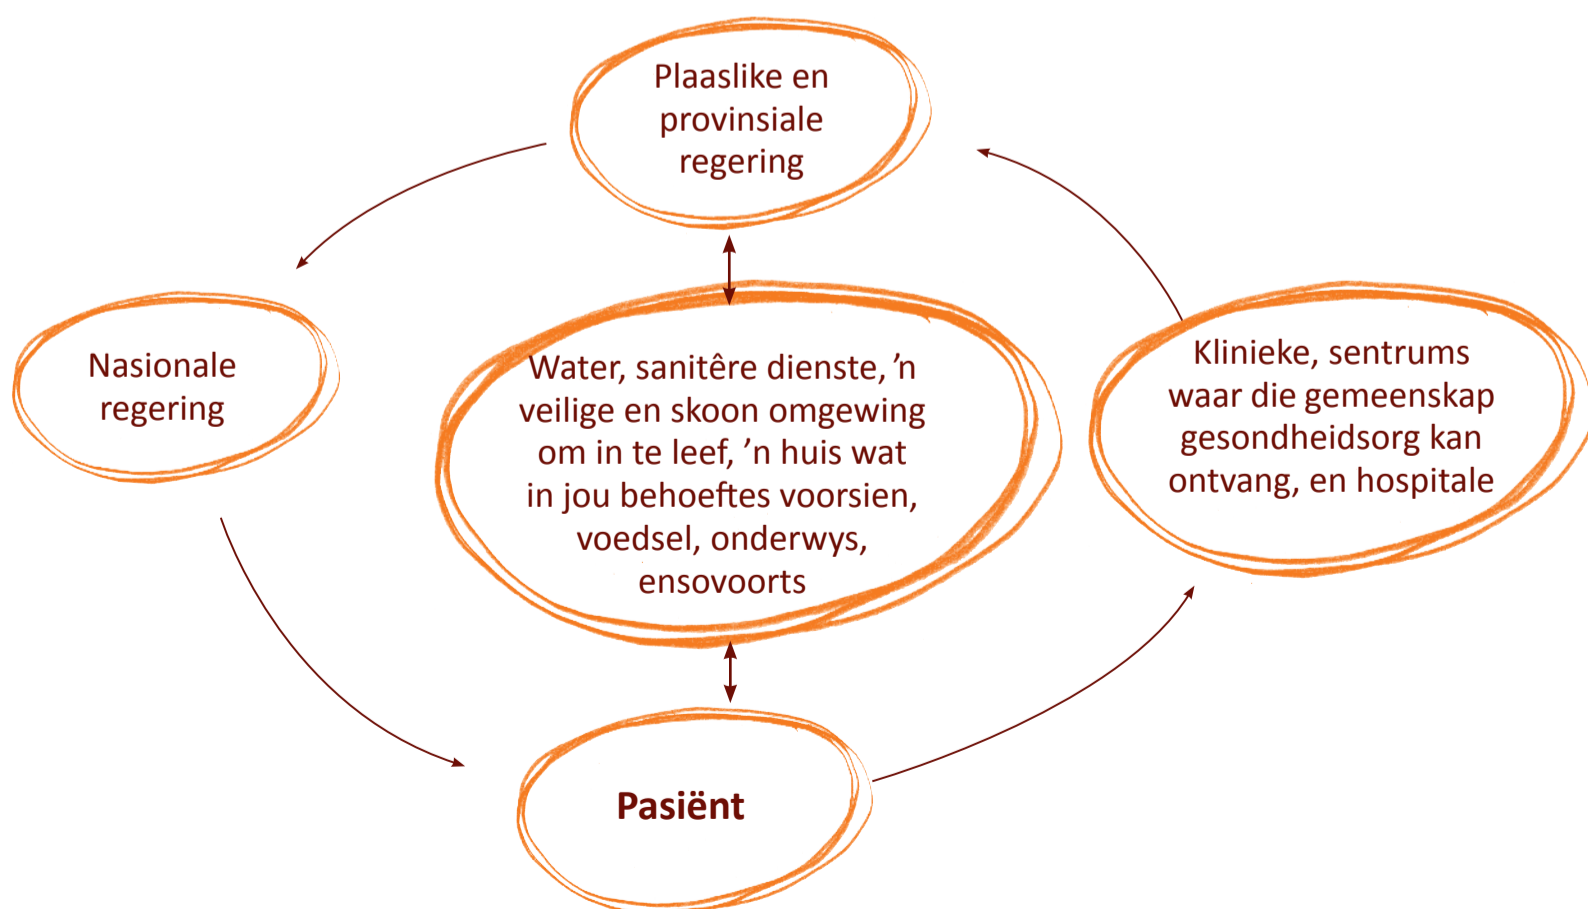 Plaaslike en
provinsiale
regering
Nasionale
regering
Water, sanitêre dienste, ’n
veilige en skoon omgewing
om in te leef, ’n huis wat
in jou behoeftes voorsien,
voedsel, onderwys,
ensovoorts
Klinieke, sentrums
waar die gemeenskap
gesondheidsorg kan
ontvang, en hospitale
Pasiënt